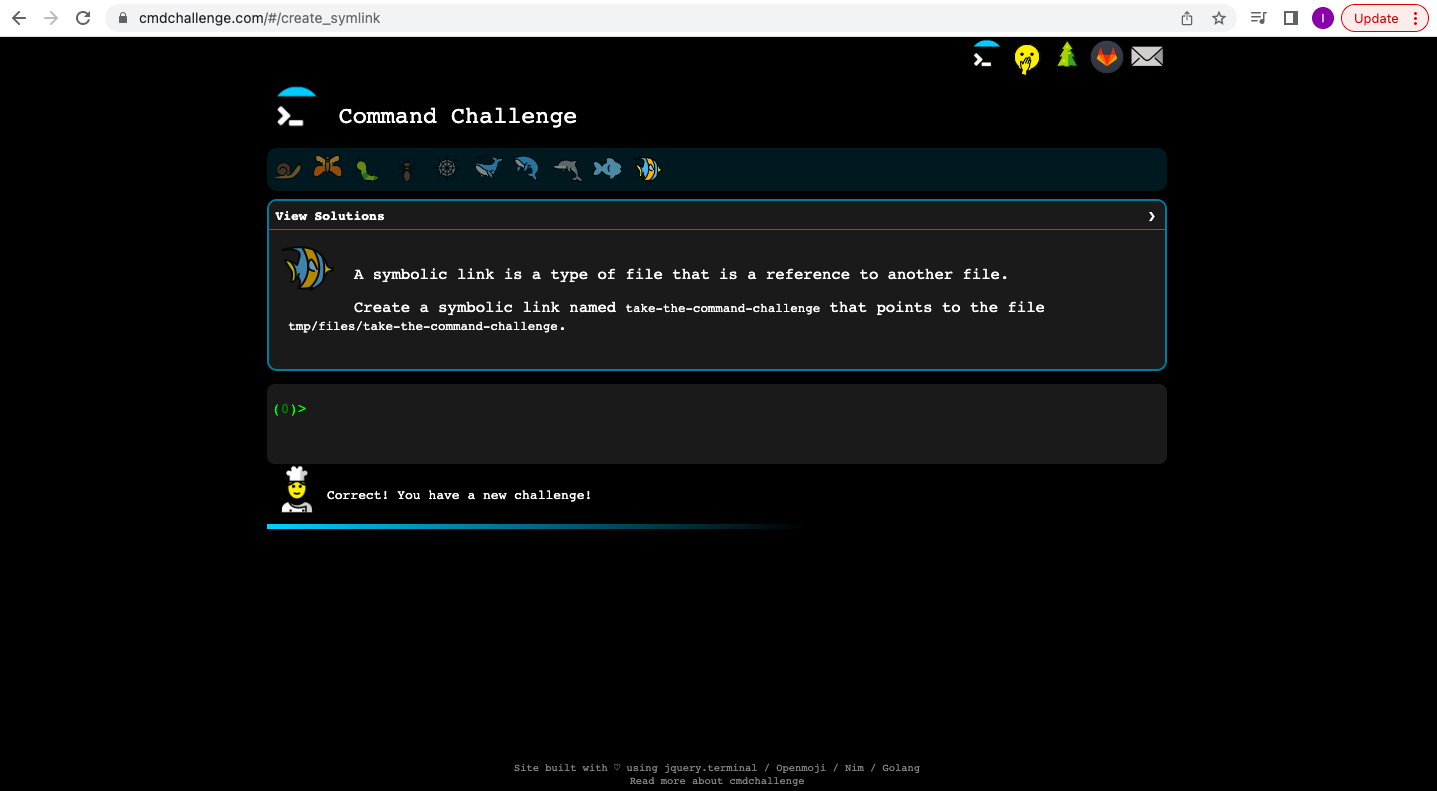 cmdchallenge.com/#/create_symlink
I
Update
Command Challenge
View Solutions
A symbolic link is a type of file that is a reference to another file.
Create a symbolic link named take-the-command-challenge that points to the file
tmp/files/take-the-command-challenge.
(0)>
Correct! You have a new challenge!
Site built with ♡ using jquery.terminal / Openmoji / Nim / Golang
Read more about cmdchallenge